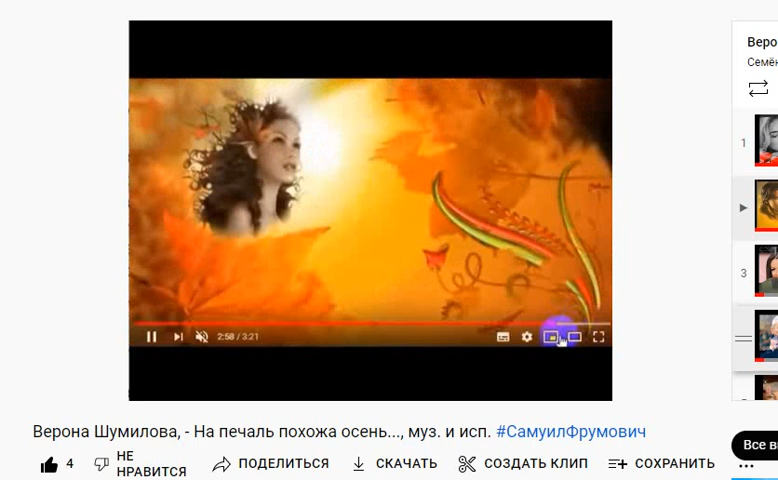 Веро
Семён
1
3
2:58 / 3:21
Верона Шумилова, - На печаль похожа осень..., муз. и исп. #СамуилФрумович
Все в
4
НЕ НРАВИТСЯ
ПОДЕЛИТЬСЯ
СКАЧАТЬ
СОЗДАТЬ КЛИП
СОХРАНИТЬ